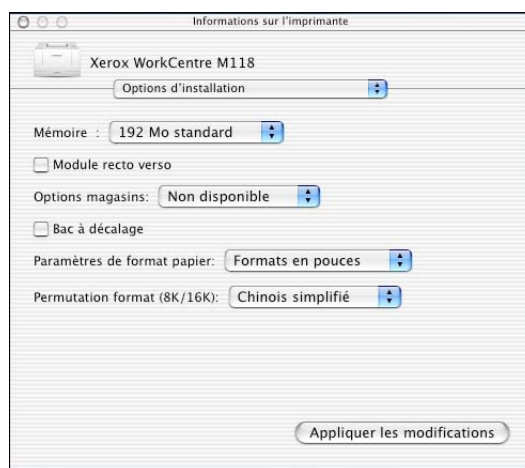 Informations sur l'imprimante
Xerox WorkCentre M118
Options d'installation
Mémoire : 192 Mo standard
Module recto verso
Options magasins: Non disponible
Bac à décalage
Paramètres de format papier: Formats en pouces
Permutation format (8K/16K): Chinois simplifié
Appliquer les modifications